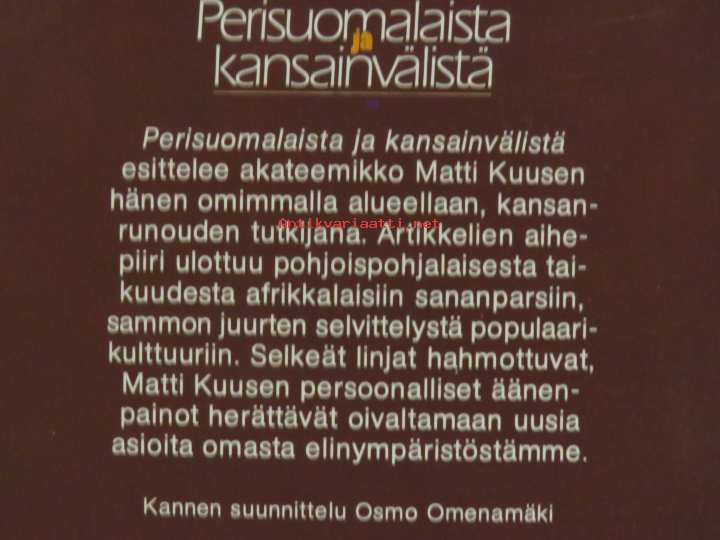 Perisuomalaista
ja
kansainvälistä
Perisuomalaista ja kansainvälistä
esittelee akateemikko Matti Kuusen
hänen omimmalla alueellaan, kansan-
runouden tutkijana. Artikkelien aihe-
Antikvariaatti.net
piiri ulottuu pohjoispohjalaisesta tai-
kuudesta afrikkalaisiin sananparsiin,
sammon juurten selvittelystä populaari-
kulttuuriin. Selkeät linjat hahmottuvat,
Matti Kuusen persoonalliset äänen-
painot herättävät oivaltamaan uusia
asioita omasta elinympäristöstämme.
Kannen suunnittelu Osmo Omenamäki